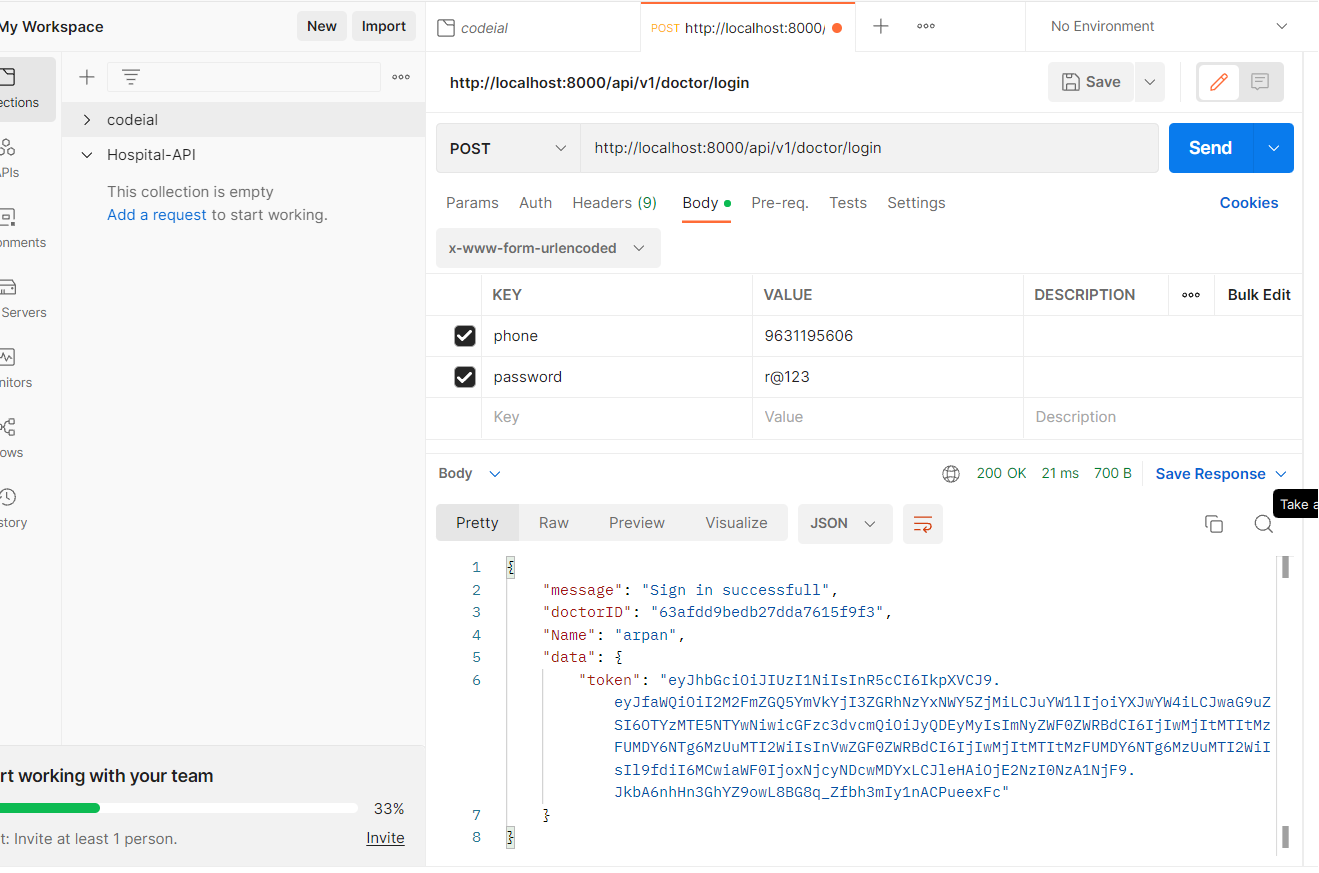 My Workspace
New
Import
codeial
POST http://localhost:8000/
No Environment
ections
APIs
onments
Servers
nitors
ows
story
codeial
Hospital-API
This collection is empty
Add a request to start working.
http://localhost:8000/api/v1/doctor/login
Save
POST
http://localhost:8000/api/v1/doctor/login
Send
Params Auth Headers (9) Body Pre-req. Tests Settings
Cookies
x-www-form-urlencoded
KEY VALUE DESCRIPTION Bulk Edit
phone 9631195606
password r@123
Key Value Description
Body 200 OK 21 ms 700 B Save Response
Take a
Pretty Raw Preview Visualize JSON
1 {
2 "message": "Sign in successfull",
3 "doctorID": "63afdd9bedb27dda7615f9f3",
4 "Name": "arpan",
5 "data": {
6 "token": "eyJhbGciOiJIUzI1NiIsInR5cCI6IkpXVCJ9.
eyJfaWQiOiI2M2FmZGQ5YmVkYjI3ZGRhNzYxNWY5ZjMiLCJuYW1lIjoiYXJwYW4iLCJwaG9uZ
SI6OTYzMTE5NTYwNiwicGFzc3dvcmQiOiJyQDEyMyIsImNyZWF0ZWRBdCI6IjIwMjItMTItMz
FUMDY6NTg6MzUuMTI2WiIsInVwZGF0ZWRBdCI6IjIwMjItMTItMzFUMDY6NTg6MzUuMTI2WiI
sIl9fdiI6MCwiaWF0IjoxNjcyNDcwMDYxLCJleHAiOjE2NzI0NzA1NjF9.
JkbA6nhHn3GhYZ9owL8BG8q_Zfbh3mIy1nACPueexFc"
7 }
8 }
rt working with your team
33%
t: Invite at least 1 person.
Invite